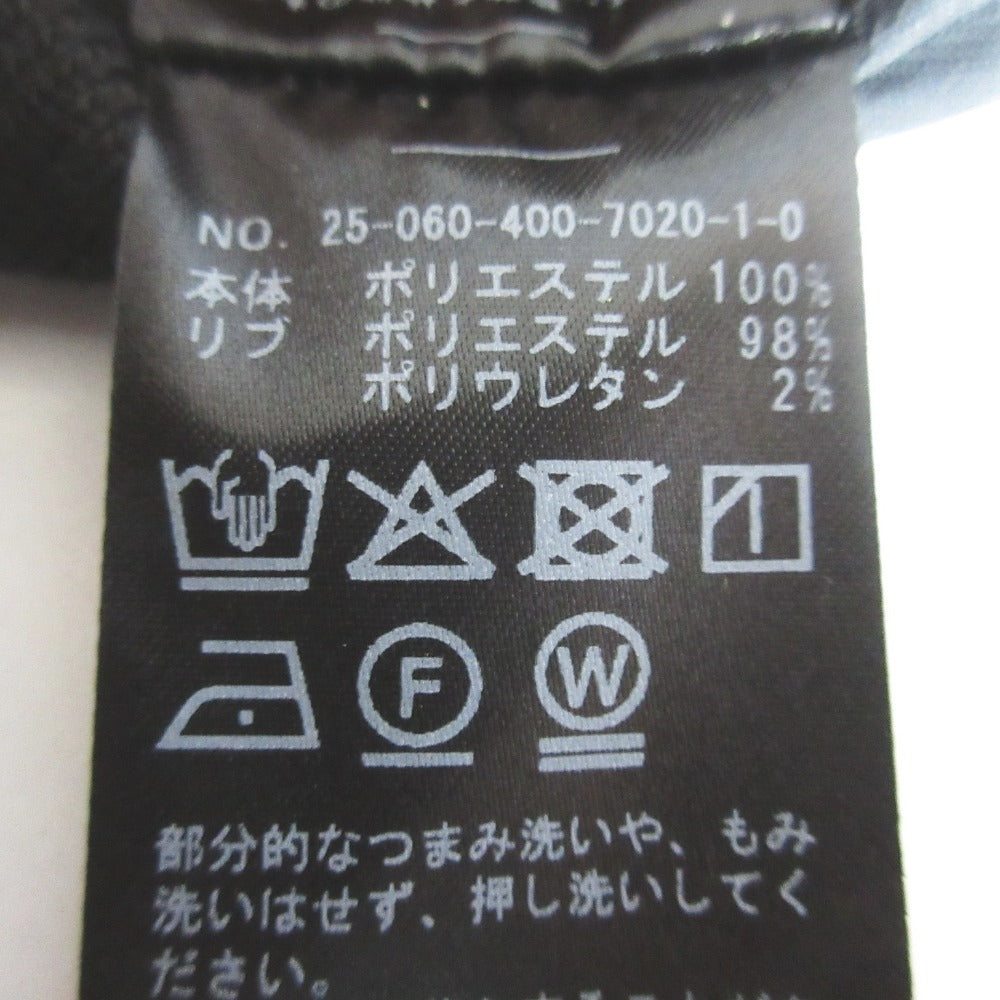 NO. 25-060-400-7020-1-0
本体 ポリエステル 100%
リブ ポリエステル 98%
ポリウレタン 2%
F W
部分的なつまみ洗いや、もみ
洗いはせず、押し洗いしてく
ださい。